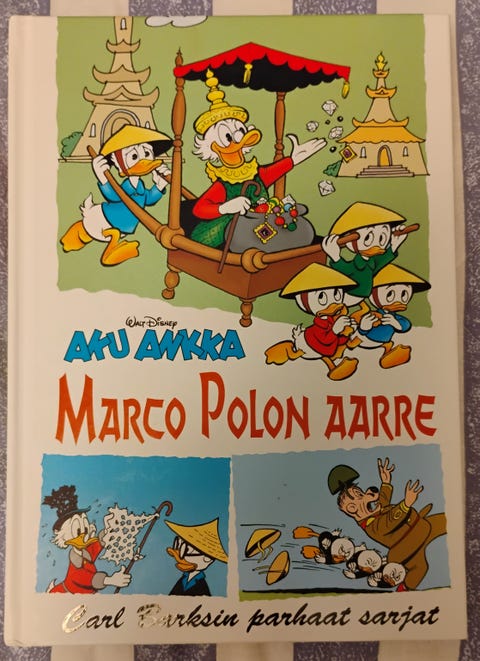 WALT DISNEY
AKU ANKKA
MARCO POLON AARRE
Carl Barksin parhaat sarjat